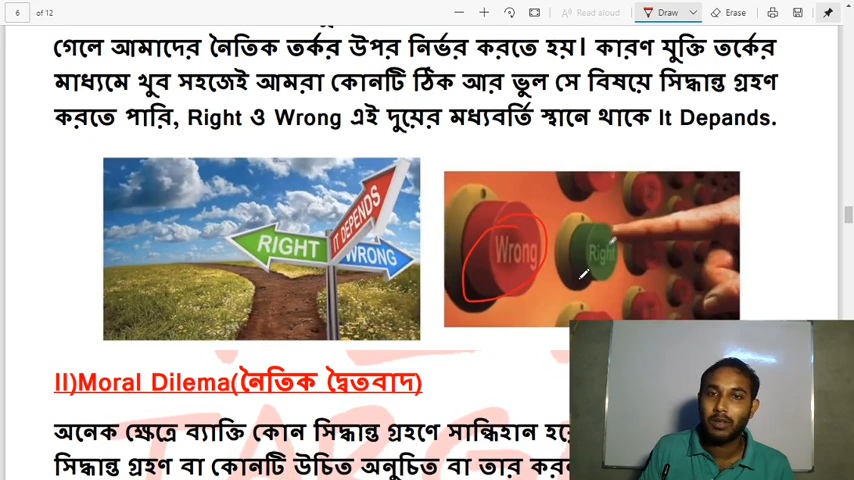 6 of 12
Read aloud
Draw
Erase
গেলে আমাদের নৈতিক তর্কর উপর নির্ভর করতে হয়। কারণ যুক্তি তর্কের
মাধ্যমে খুব সহজেই আমরা কোনটি ঠিক আর ভুল সে বিষয়ে সিদ্ধান্ত গ্রহণ
করতে পারি, Right ও Wrong এই দুয়ের মধ্যবর্তি স্থানে থাকে It Depands.
RIGHT
IT DEPENDS
WRONG
Wrong
Right
II)Moral Dilema(নৈতিক দ্বৈতবাদ)
অনেক ক্ষেত্রে ব্যাক্তি কোন সিদ্ধান্ত গ্রহণে সান্ধিহান
সিদ্ধান্ত গ্রহণ বা কোনটি উচিত অনুচিত বা তার
TARG